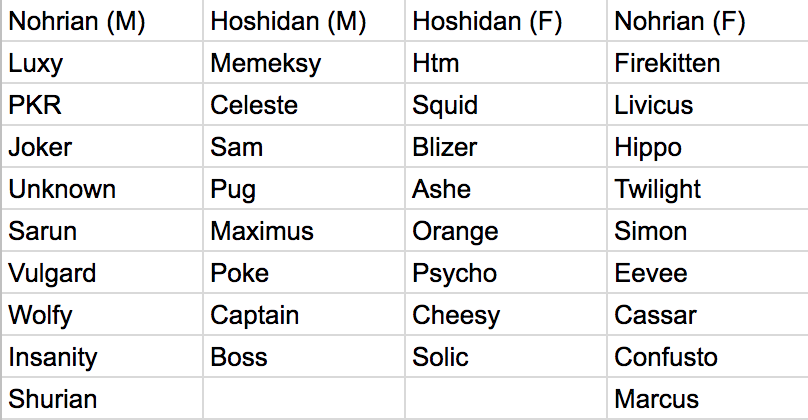 Nohrian (M) Hoshidan (M) Hoshidan (F) Nohrian (F)
Luxy Memeksy Htm Firekitten
PKR Celeste Squid Livicus
Joker Sam Blizer Hippo
Unknown Pug Ashe Twilight
Sarun Maximus Orange Simon
Vulgard Poke Psycho Eevee
Wolfy Captain Cheesy Cassar
Insanity Boss Solic Confusto
Shurian Marcus